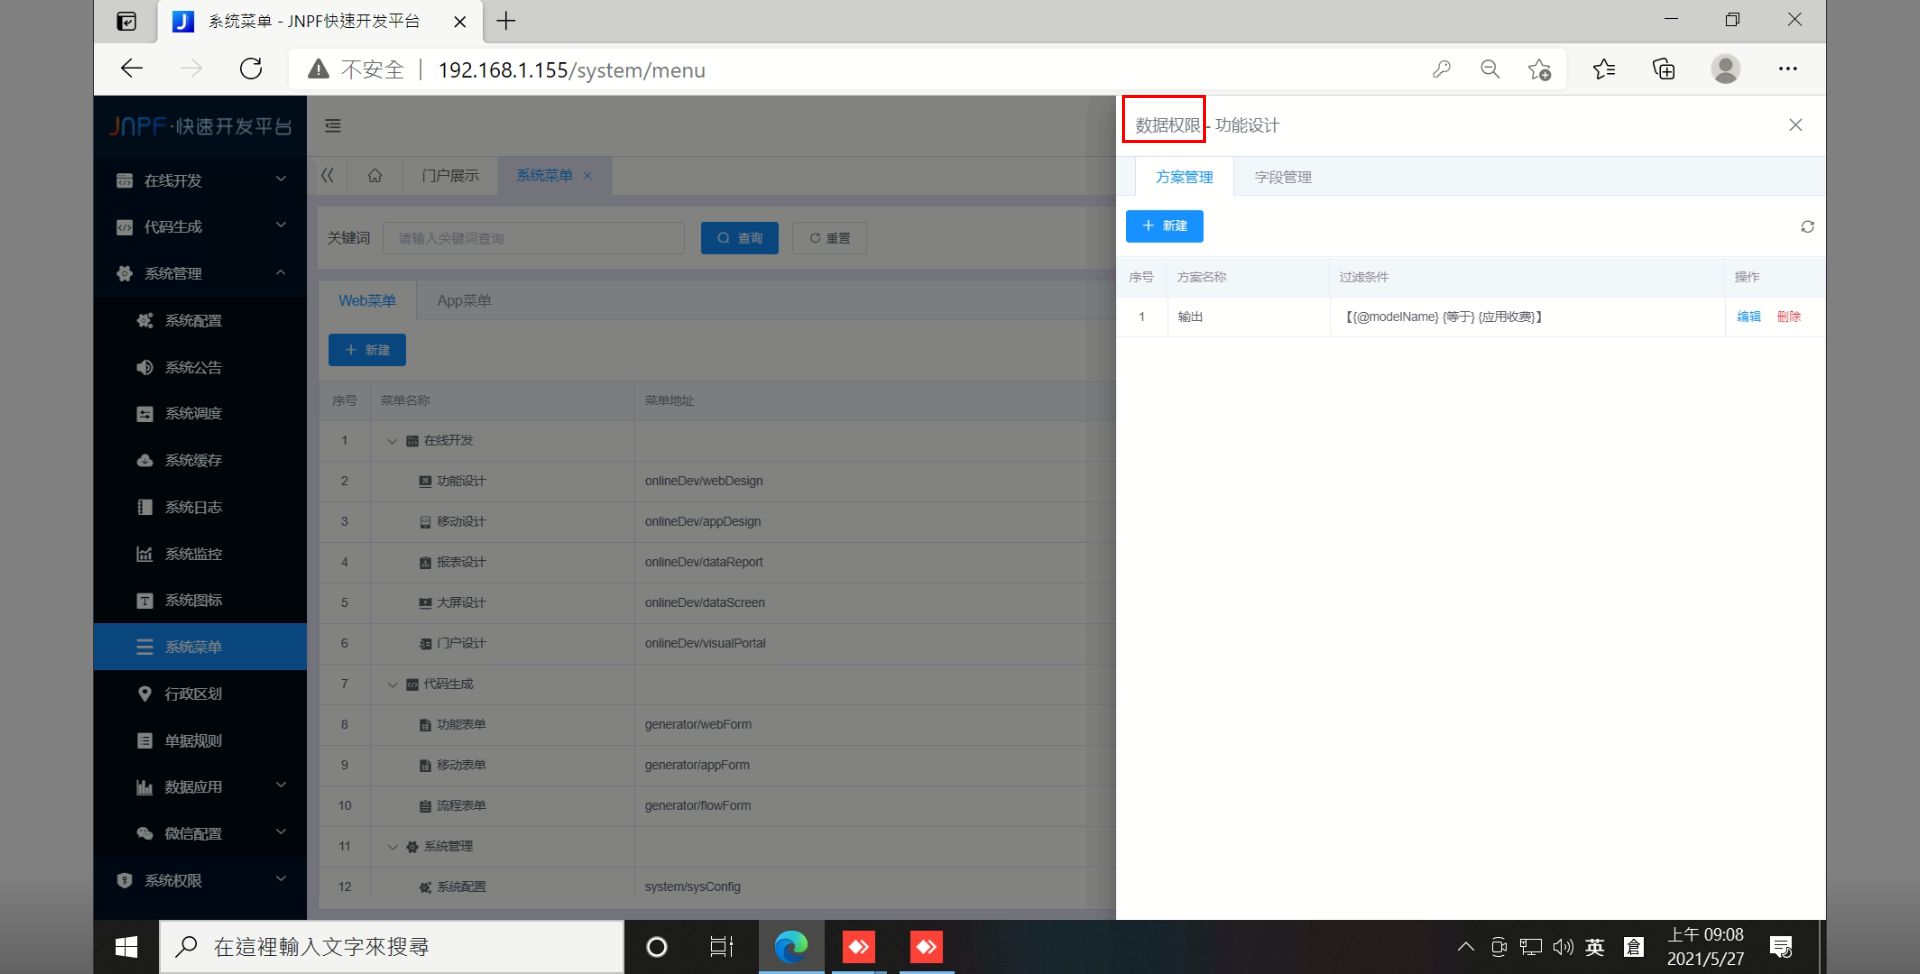 系统菜单 - JNPF快速开发平台
不安全 | 192.168.1.155/system/menu
JNPF·快速开发平台
在线开发
代码生成
系统管理
系统配置
系统公告
系统调度
系统缓存
系统日志
系统监控
系统图标
系统菜单
行政区划
单据规则
数据应用
微信配置
系统权限
门户展示 系统菜单
关键词 请输入关键词查询 查询 重置
Web菜单 App菜单
新建
序号 菜单名称 菜单地址
1 在线开发
2 功能设计 onlineDev/webDesign
3 移动设计 onlineDev/appDesign
4 报表设计 onlineDev/dataReport
5 大屏设计 onlineDev/dataScreen
6 门户设计 onlineDev/visualPortal
7 代码生成
8 功能表单 generator/webForm
9 移动表单 generator/appForm
10 流程表单 generator/flowForm
11 系统管理
12 系统配置 system/sysConfig
数据权限 - 功能设计
方案管理 字段管理
新建
序号 方案名称 过滤条件 操作
1 输出 【{@modelName} {等于} {应用收费}】 编辑 删除
在這裡輸入文字來搜尋
英 倉
上午 09:08
2021/5/27